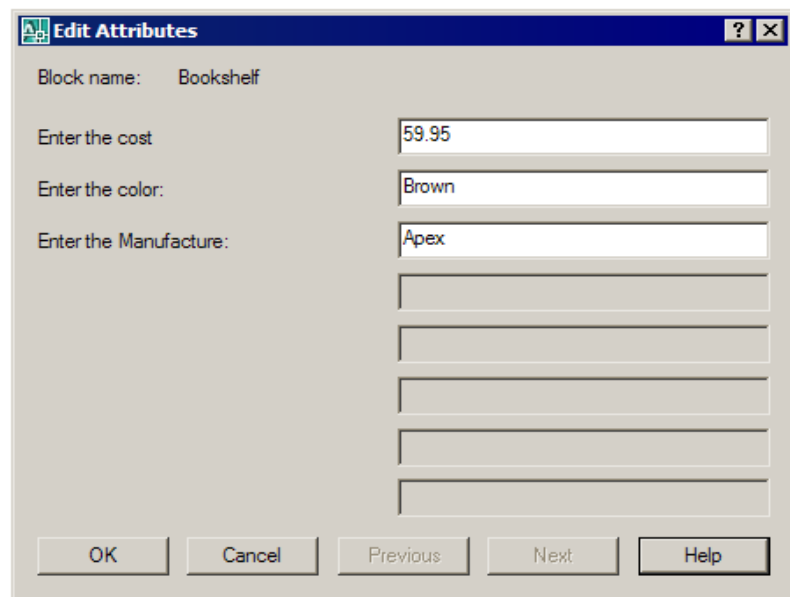 Edit Attributes
Block name: Bookshelf
Enter the cost 59.95
Enter the color: Brown
Enter the Manufacture: Apex
OK Cancel Previous Next Help